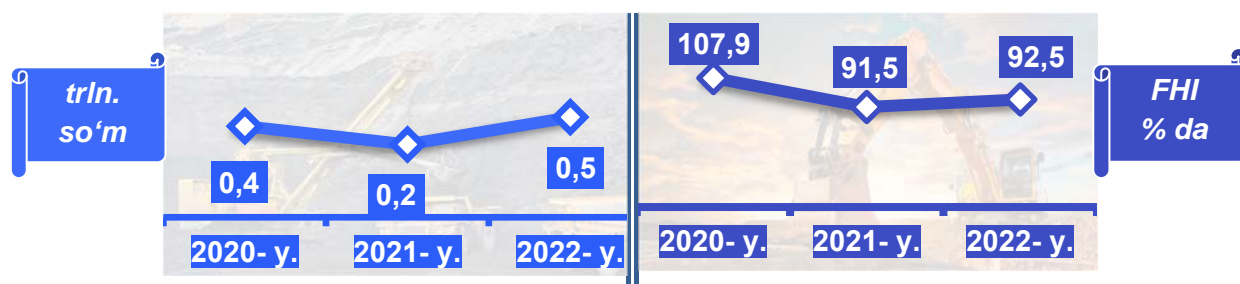 trln.
so‘m
0,4
0,2
0,5
2020- y.
2021- y.
2022- y.
107,9
91,5
92,5
2020- y.
2021- y.
2022- y.
FHI
% da